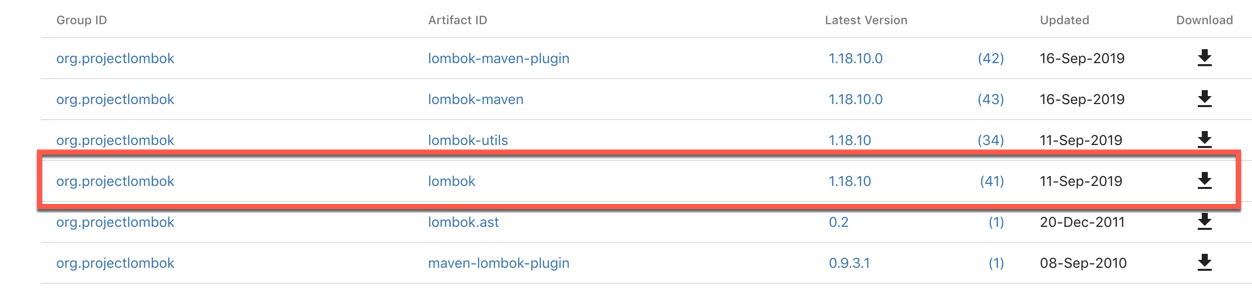 Group ID Artifact ID Latest Version Updated Download
org.projectlombok lombok-maven-plugin 1.18.10.0 (42) 16-Sep-2019
org.projectlombok lombok-maven 1.18.10.0 (43) 16-Sep-2019
org.projectlombok lombok-utils 1.18.10 (34) 11-Sep-2019
org.projectlombok lombok 1.18.10 (41) 11-Sep-2019
org.projectlombok lombok.ast 0.2 (1) 20-Dec-2011
org.projectlombok maven-lombok-plugin 0.9.3.1 (1) 08-Sep-2010